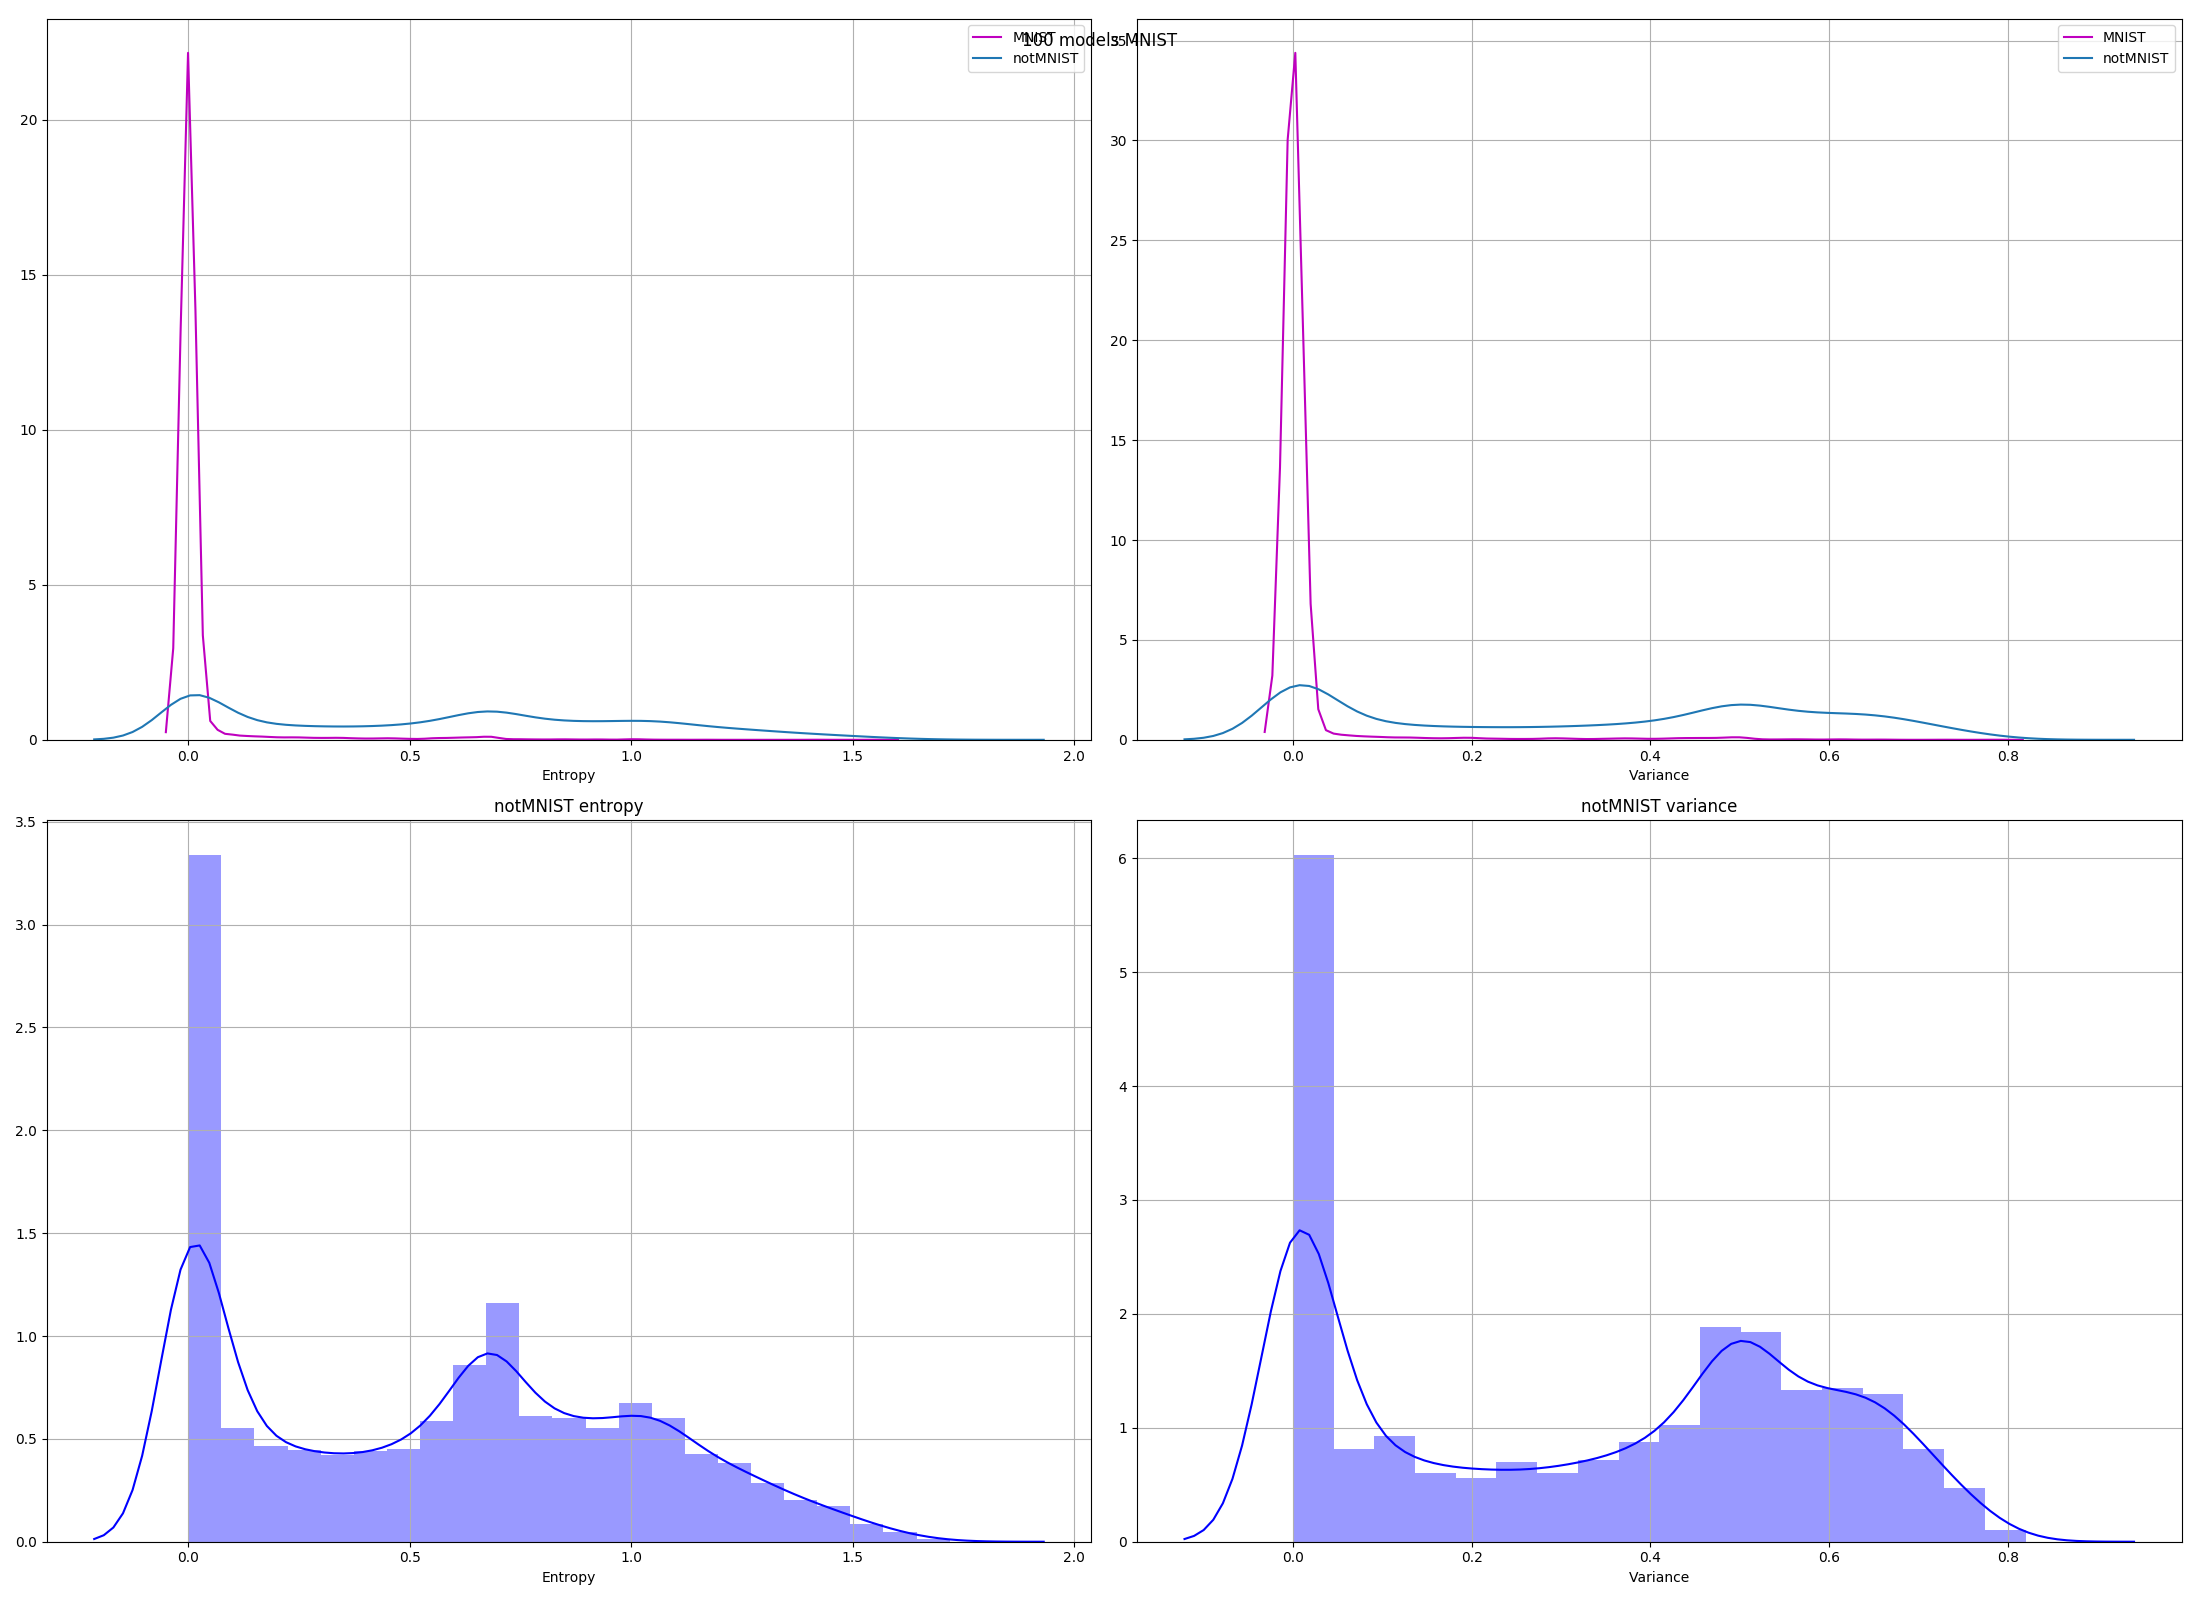 100 models MNIST
MNIST
notMNIST
20
15
10
5
0
0.0 0.5 1.0 1.5 2.0
Entropy
MNIST
notMNIST
35
30
25
20
15
10
5
0
0.0 0.2 0.4 0.6 0.8
Variance
notMNIST entropy
3.5
3.0
2.5
2.0
1.5
1.0
0.5
0.0
0.0 0.5 1.0 1.5 2.0
Entropy
notMNIST variance
6
5
4
3
2
1
0
0.0 0.2 0.4 0.6 0.8
Variance